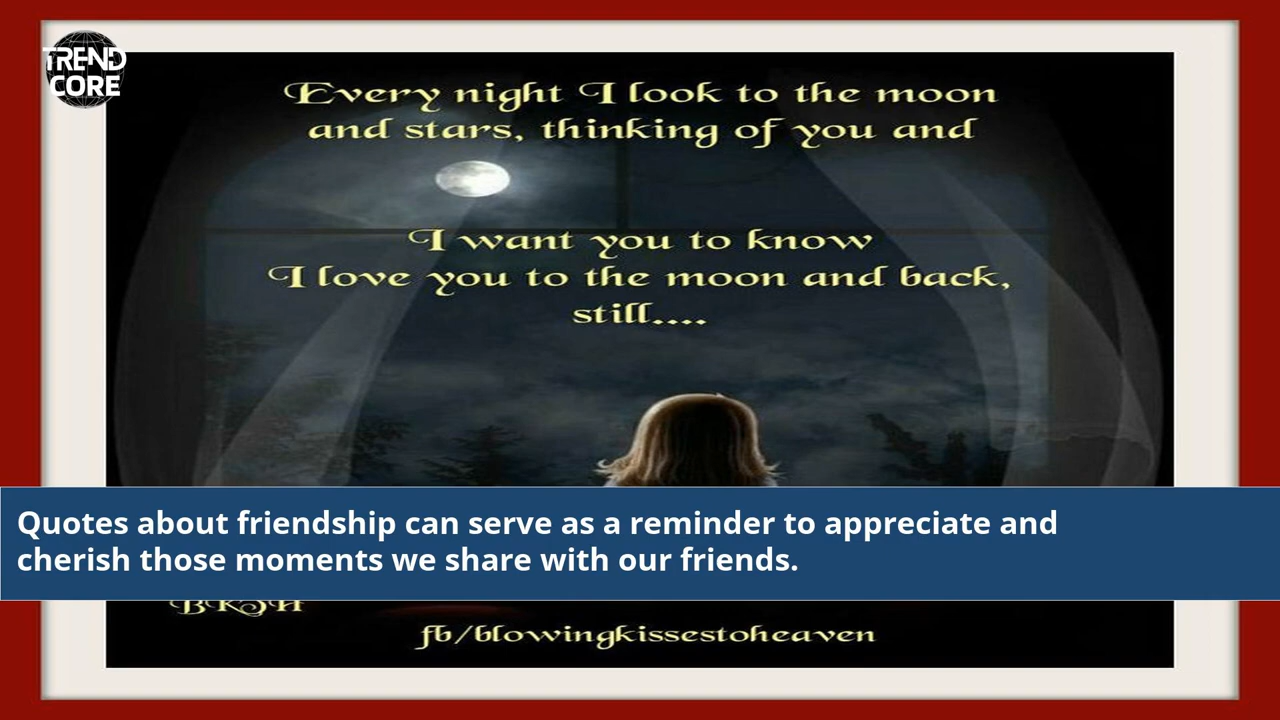 TREND
CORE
Every night I look to the moon
and stars, thinking of you and
I want you to know
I love you to the moon and back,
still....
Quotes about friendship can serve as a reminder to appreciate and
cherish those moments we share with our friends.
fb/blowingkissestoheaven